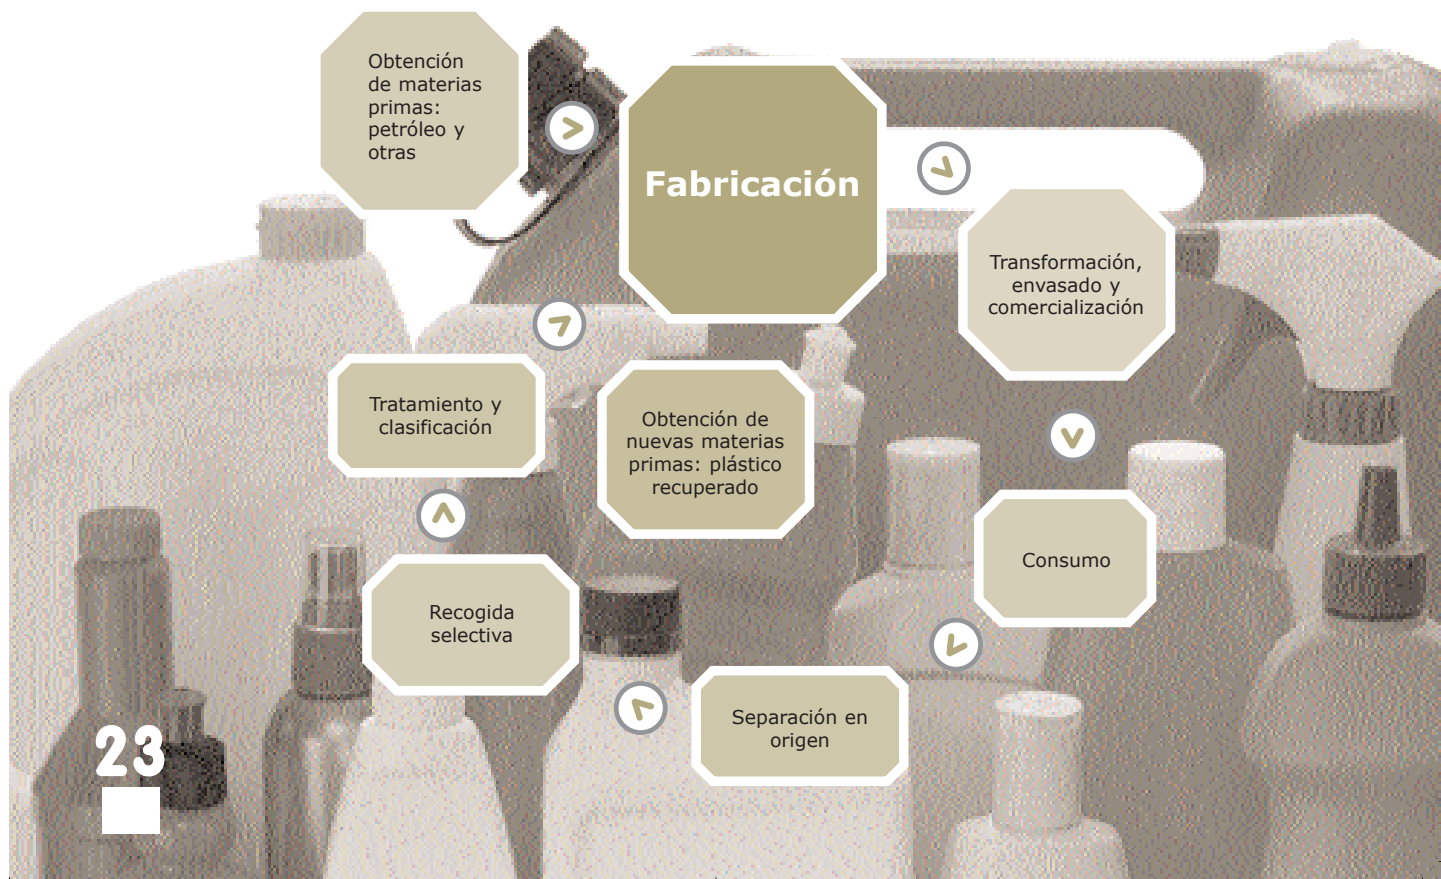 Obtención
de materias
primas:
petróleo y
otras
Fabricación
Transformación,
envasado y
comercialización
Tratamiento y
clasificación
Obtención de
nuevas materias
primas: plástico
recuperado
Consumo
Recogida
selectiva
Separación en
origen
23